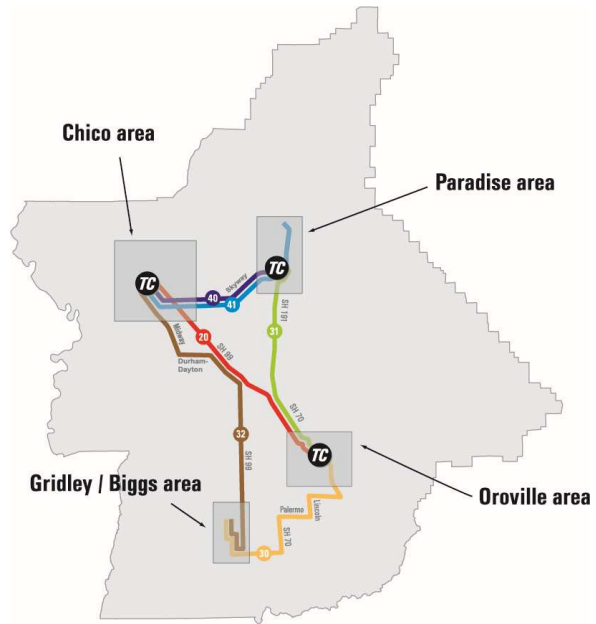 Chico area
Paradise area
TC
TC
Skyway
40
41
Midway
20
SH 99
SH 191
31
Durham-
Dayton
SH 70
32
SH 99
TC
Gridley / Biggs area
Oroville area
Palermo
Lincoln
SH 70
30